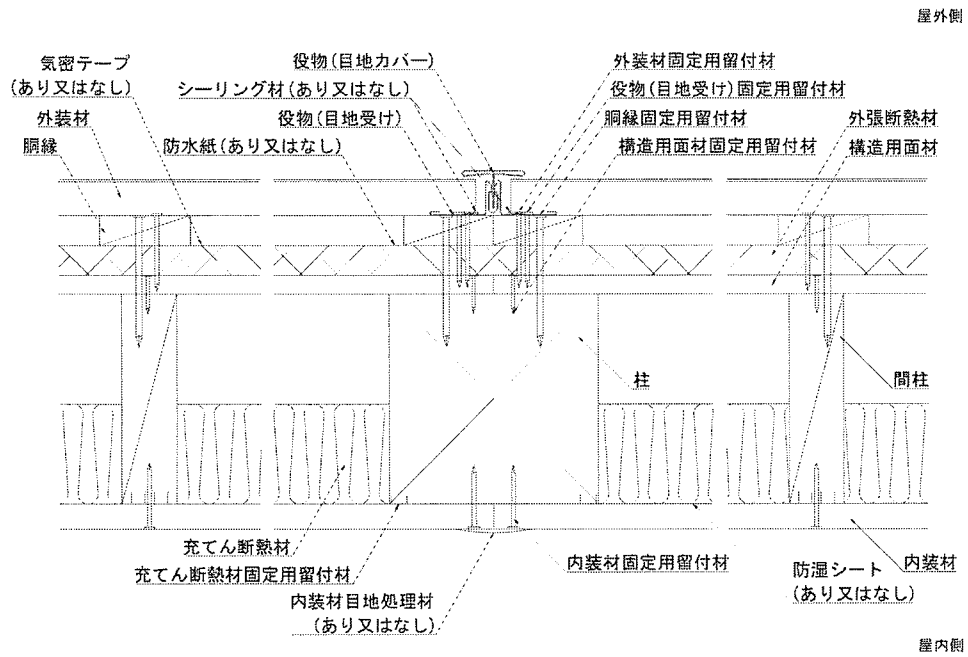 屋外側
気密テープ
(あり又はなし)
外装材
胴縁
役物(目地カバー)
シーリング材(あり又はなし)
役物(目地受け)
防水紙(あり又はなし)
外装材固定用留付材
役物(目地受け)固定用留付材
胴縁固定用留付材
構造用面材固定用留付材
外張断熱材
構造用面材
柱
間柱
充てん断熱材
充てん断熱材固定用留付材
内装材目地処理材
(あり又はなし)
内装材固定用留付材
防湿シート
(あり又はなし)
内装材
屋内側